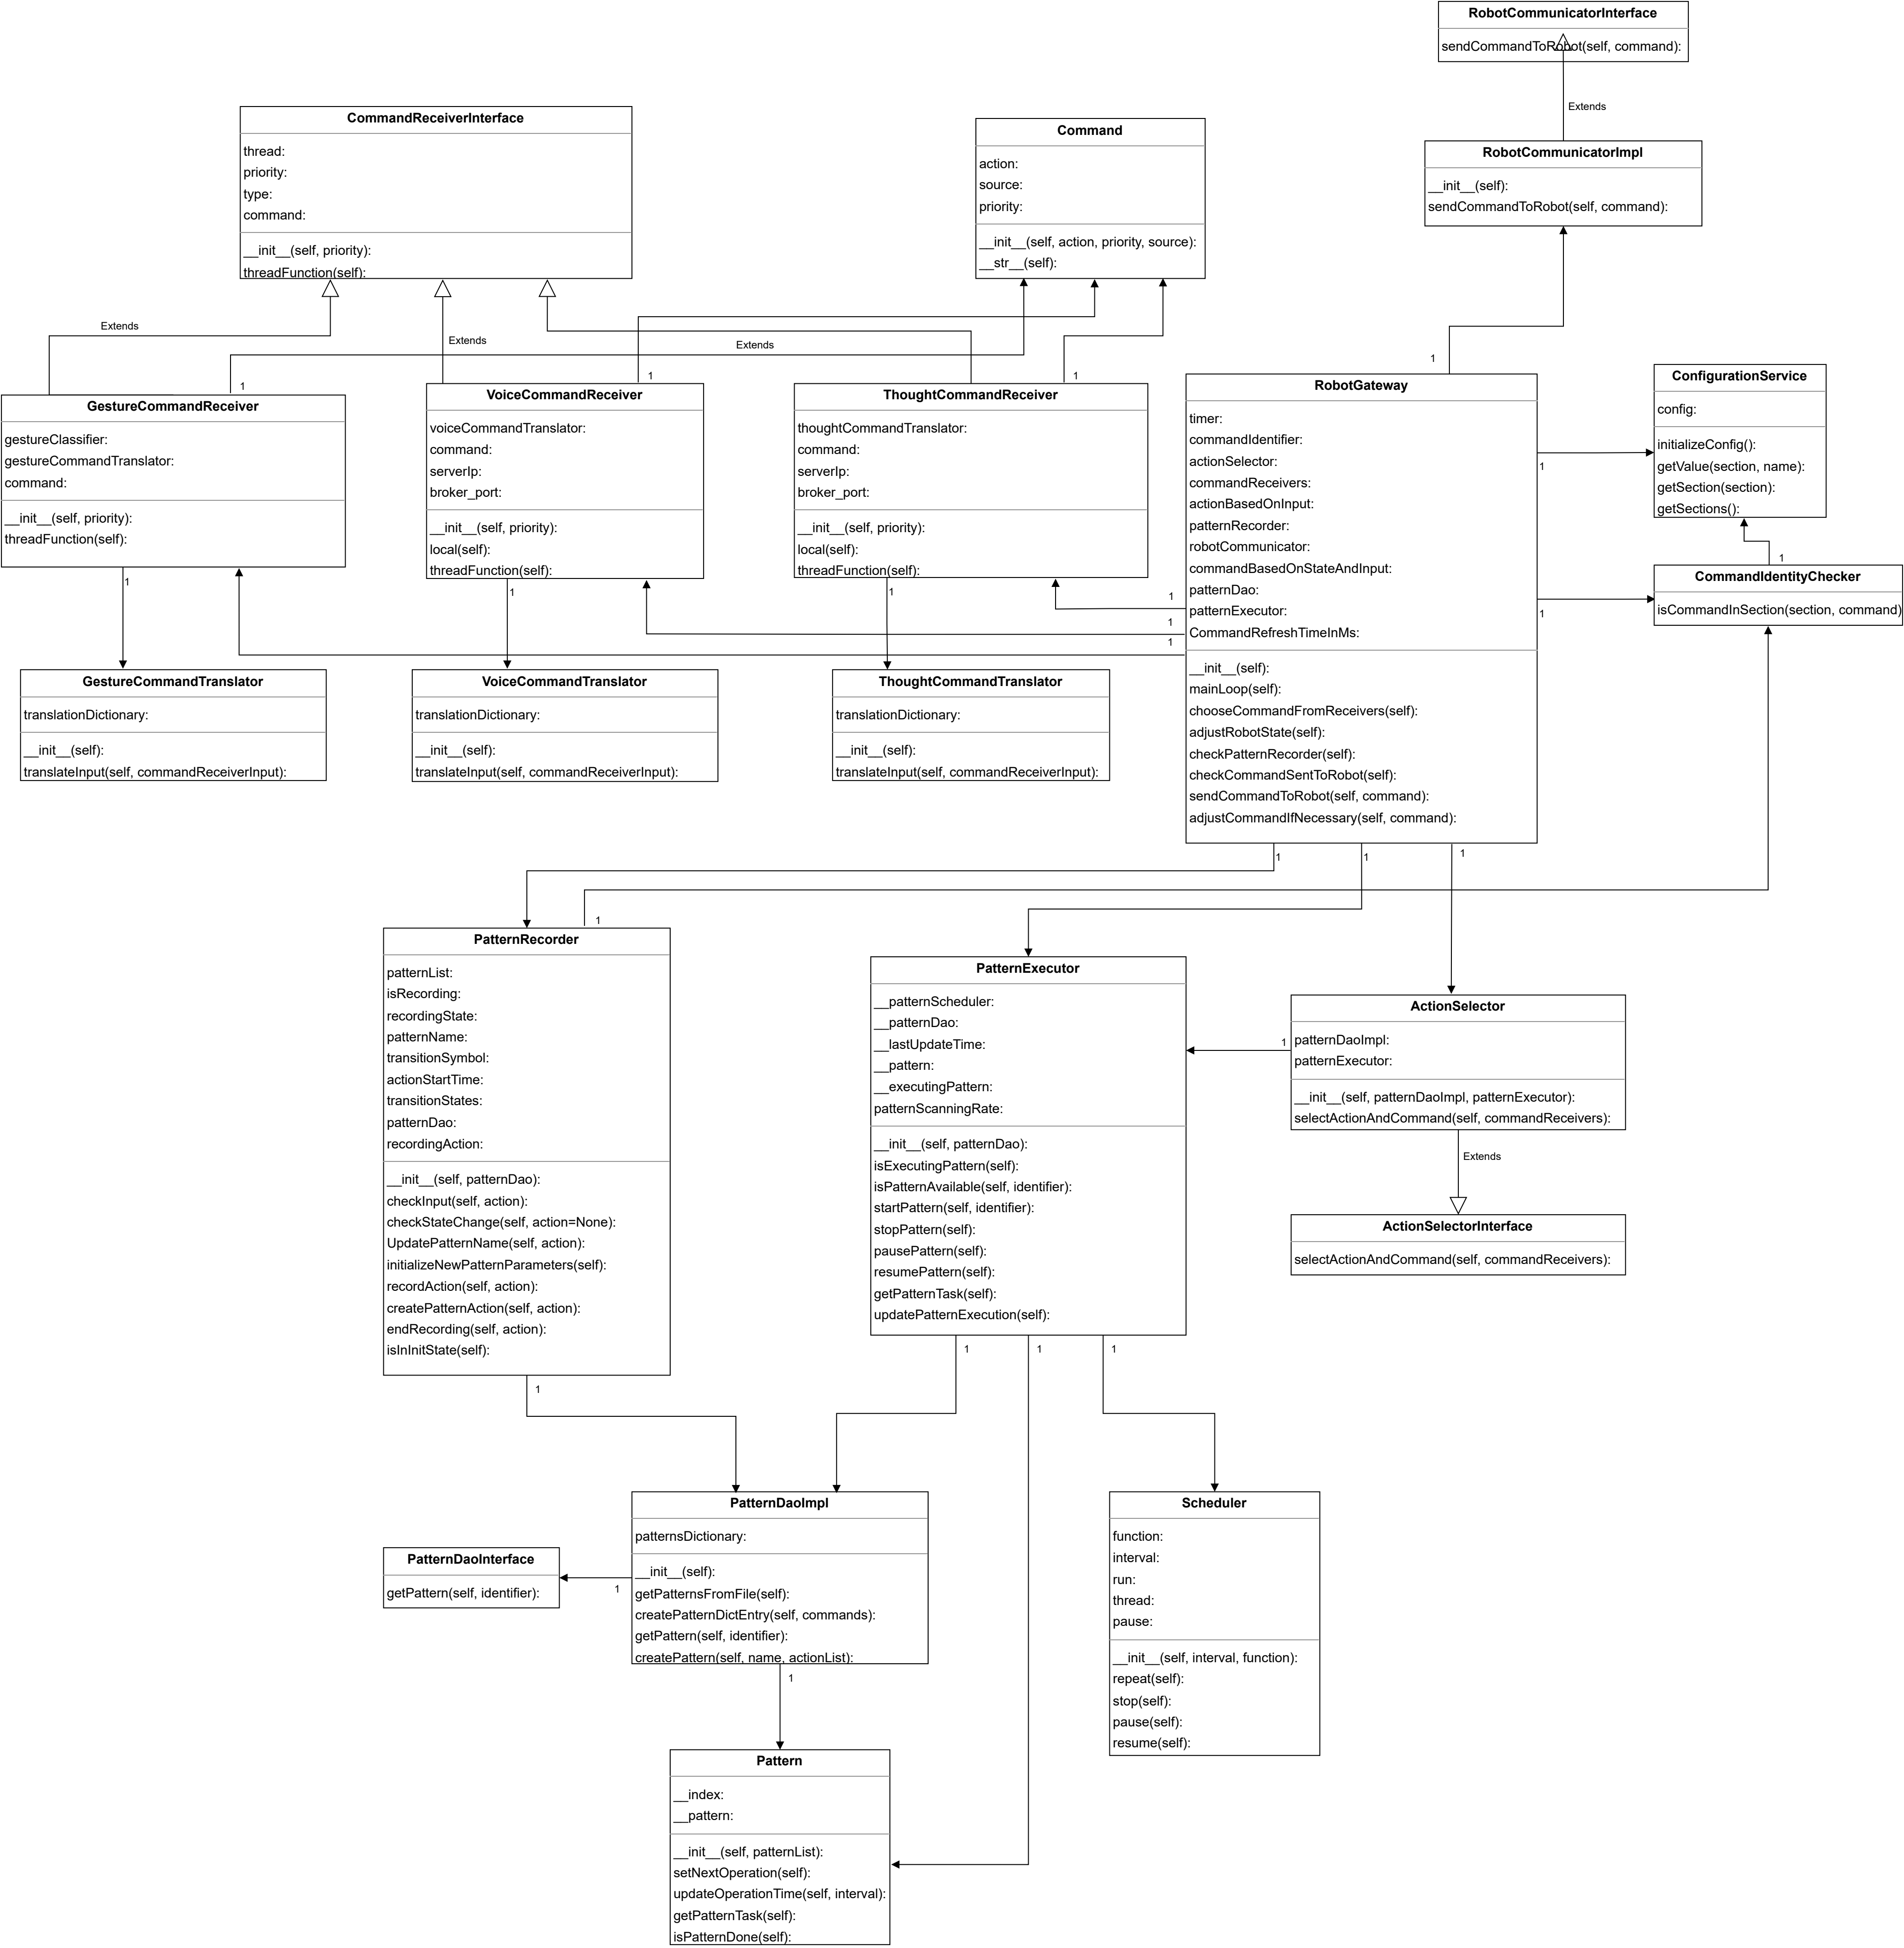 RobotCommunicatorInterface
sendCommandToRobot(self, command):
Extends
RobotCommunicatorImpl
__init__(self):
sendCommandToRobot(self, command):
CommandReceiverInterface
thread:
priority:
type:
command:
__init__(self, priority):
threadFunction(self):
Command
action:
source:
priority:
__init__(self, action, priority, source):
__str__(self):
Extends
Extends
Extends
1
1
1
1
GestureCommandReceiver
gestureClassifier:
gestureCommandTranslator:
command:
__init__(self, priority):
threadFunction(self):
1
VoiceCommandReceiver
voiceCommandTranslator:
command:
serverIp:
broker_port:
__init__(self, priority):
local(self):
threadFunction(self):
1
ThoughtCommandReceiver
thoughtCommandTranslator:
command:
serverIp:
broker_port:
__init__(self, priority):
local(self):
threadFunction(self):
1
1
1
1
RobotGateway
timer:
commandIdentifier:
actionSelector:
commandReceivers:
actionBasedOnInput:
patternRecorder:
robotCommunicator:
commandBasedOnStateAndInput:
patternDao:
patternExecutor:
CommandRefreshTimeInMs:
__init__(self):
mainLoop(self):
chooseCommandFromReceivers(self):
adjustRobotState(self):
checkPatternRecorder(self):
checkCommandSentToRobot(self):
sendCommandToRobot(self, command):
adjustCommandIfNecessary(self, command):
1
1
ConfigurationService
config:
initializeConfig():
getValue(section, name):
getSection(section):
getSections():
1
CommandIdentityChecker
isCommandInSection(section, command)
GestureCommandTranslator
translationDictionary:
__init__(self):
translateInput(self, commandReceiverInput):
VoiceCommandTranslator
translationDictionary:
__init__(self):
translateInput(self, commandReceiverInput):
ThoughtCommandTranslator
translationDictionary:
__init__(self):
translateInput(self, commandReceiverInput):
1
1
1
1
PatternRecorder
patternList:
isRecording:
recordingState:
patternName:
transitionSymbol:
actionStartTime:
transitionStates:
patternDao:
recordingAction:
__init__(self, patternDao):
checkInput(self, action):
checkStateChange(self, action=None):
UpdatePatternName(self, action):
initializeNewPatternParameters(self):
recordAction(self, action):
createPatternAction(self, action):
endRecording(self, action):
isInInitState(self):
1
PatternExecutor
__patternScheduler:
__patternDao:
__lastUpdateTime:
__pattern:
__executingPattern:
patternScanningRate:
__init__(self, patternDao):
isExecutingPattern(self):
isPatternAvailable(self, identifier):
startPattern(self, identifier):
stopPattern(self):
pausePattern(self):
resumePattern(self):
getPatternTask(self):
updatePatternExecution(self):
1
1
1
1
ActionSelector
patternDaoImpl:
patternExecutor:
__init__(self, patternDaoImpl, patternExecutor):
selectActionAndCommand(self, commandReceivers):
Extends
ActionSelectorInterface
selectActionAndCommand(self, commandReceivers):
PatternDaoInterface
getPattern(self, identifier):
1
PatternDaoImpl
patternsDictionary:
__init__(self):
getPatternsFromFile(self):
createPatternDictEntry(self, commands):
getPattern(self, identifier):
createPattern(self, name, actionList):
1
Scheduler
function:
interval:
run:
thread:
pause:
__init__(self, interval, function):
repeat(self):
stop(self):
pause(self):
resume(self):
Pattern
__index:
__pattern:
__init__(self, patternList):
setNextOperation(self):
updateOperationTime(self, interval):
getPatternTask(self):
isPatternDone(self):